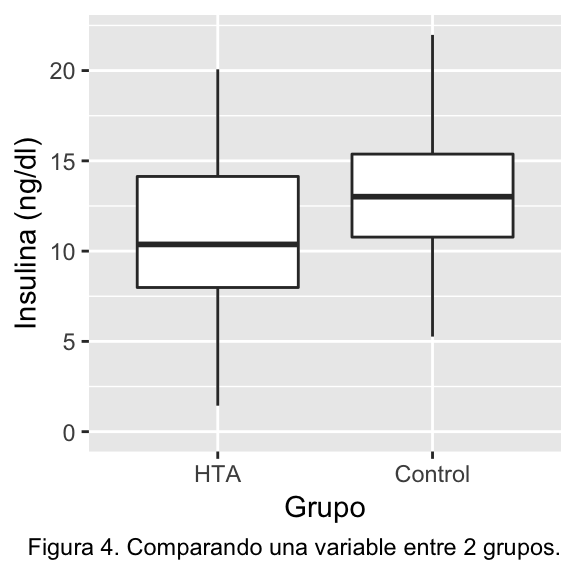 Insulina (ng/dl)
20
15
10
5
0
HTA Control
Grupo
Figura 4. Comparando una variable entre 2 grupos.